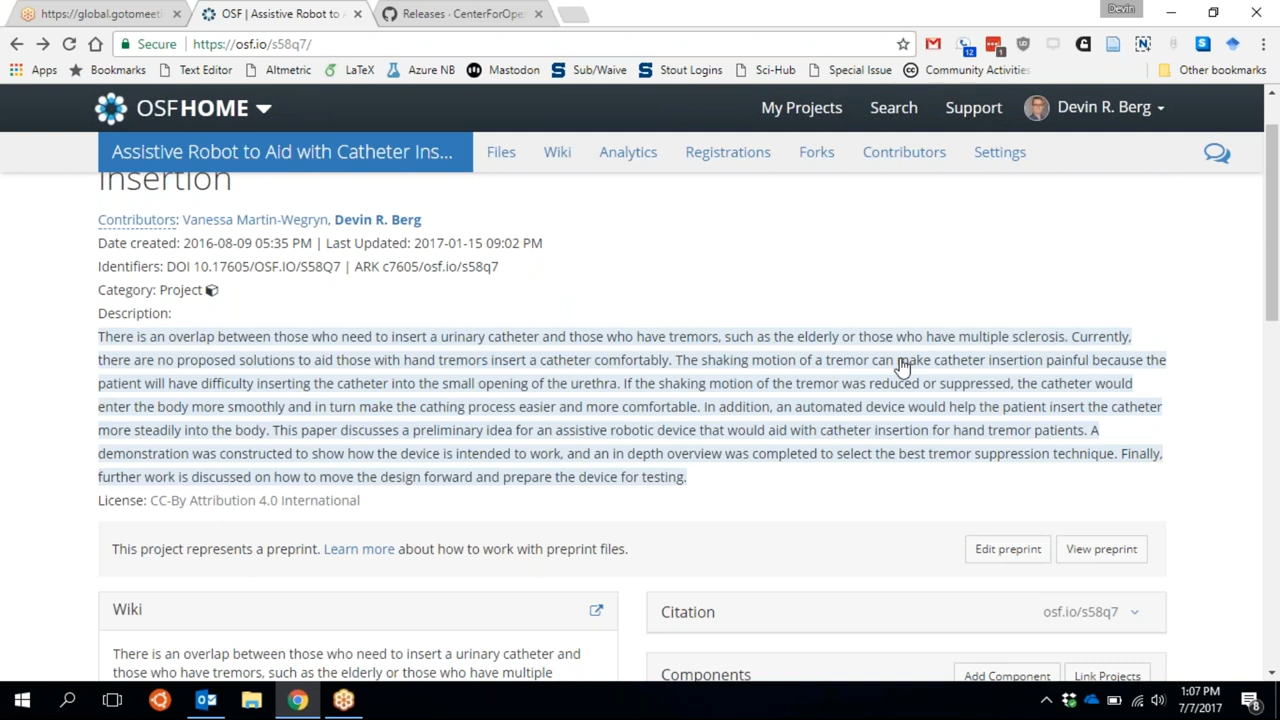 https://global.gotomeeti
OSF | Assistive Robot to A
Releases · CenterForOpe
Devin
Secure
https://osf.io/s58q7/
12
1
Apps
Bookmarks
Text Editor
Altmetric
LaTeX
Azure NB
Mastodon
Sub/Waive
Stout Logins
Sci-Hub
Special Issue
Community Activities
Other bookmarks
OSFHOME
My Projects
Search
Support
Devin R. Berg
Assistive Robot to Aid with Catheter Ins...
Files
Wiki
Analytics
Registrations
Forks
Contributors
Settings
Insertion
Contributors: Vanessa Martin-Wegryn, Devin R. Berg
Date created: 2016-08-09 05:35 PM | Last Updated: 2017-01-15 09:02 PM
Identifiers: DOI 10.17605/OSF.IO/S58Q7 | ARK c7605/osf.io/s58q7
Category: Project
Description:
There is an overlap between those who need to insert a urinary catheter and those who have tremors, such as the elderly or those who have multiple sclerosis. Currently,
there are no proposed solutions to aid those with hand tremors insert a catheter comfortably. The shaking motion of a tremor can make catheter insertion painful because the
patient will have difficulty inserting the catheter into the small opening of the urethra. If the shaking motion of the tremor was reduced or suppressed, the catheter would
enter the body more smoothly and in turn make the cathing process easier and more comfortable. In addition, an automated device would help the patient insert the catheter
more steadily into the body. This paper discusses a preliminary idea for an assistive robotic device that would aid with catheter insertion for hand tremor patients. A
demonstration was constructed to show how the device is intended to work, and an in depth overview was completed to select the best tremor suppression technique. Finally,
further work is discussed on how to move the design forward and prepare the device for testing.
License: CC-By Attribution 4.0 International
This project represents a preprint. Learn more about how to work with preprint files.
Edit preprint
View preprint
Wiki
There is an overlap between those who need to insert a urinary catheter and
those who have tremors, such as the elderly or those who have multiple
Citation
osf.io/s58q7
Components
Add Component
Link Projects
1:07 PM
7/7/2017
8